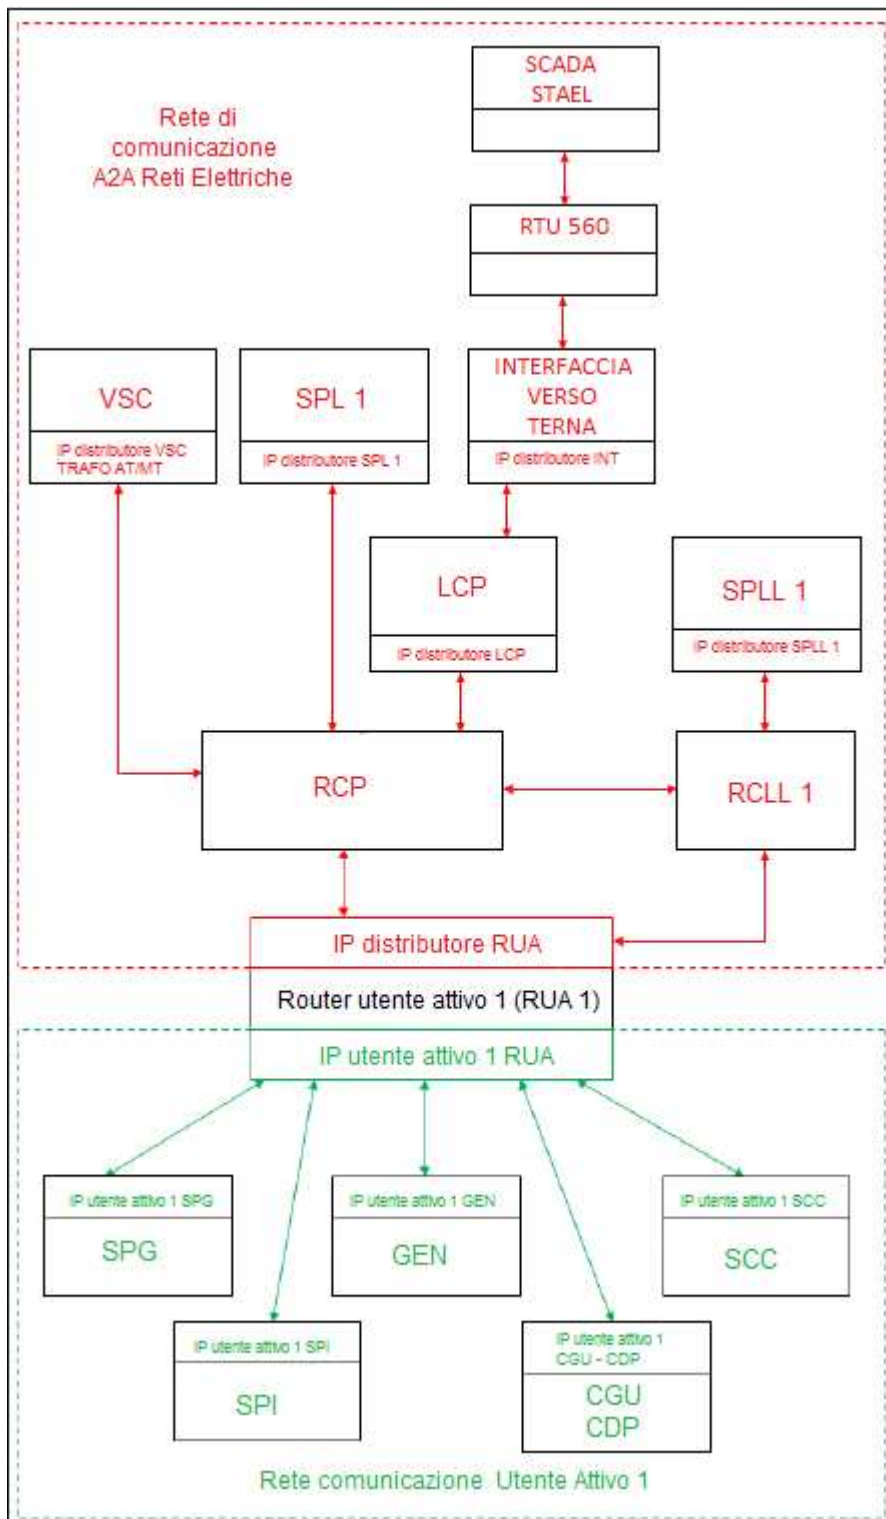 SCADA
STAEL
Rete di
comunicazione
A2A Reti Elettriche
RTU 560
VSC
IP distributore VSC
TRAFO AT/MT
SPL 1
IP distributore SPL 1
INTERFACCIA
VERSO
TERNA
IP distributore INT
LCP
IP distributore LCP
SPLL 1
IP distributore SPLL 1
RCP
RCLL 1
IP distributore RUA
Router utente attivo 1 (RUA 1)
IP utente attivo 1 RUA
IP utente attivo 1 SPG
SPG
IP utente attivo 1 GEN
GEN
IP utente attivo 1 SCC
SCC
IP utente attivo 1 SPI
SPI
IP utente attivo 1
CGU - CDP
CGU
CDP
Rete comunicazione Utente Attivo 1